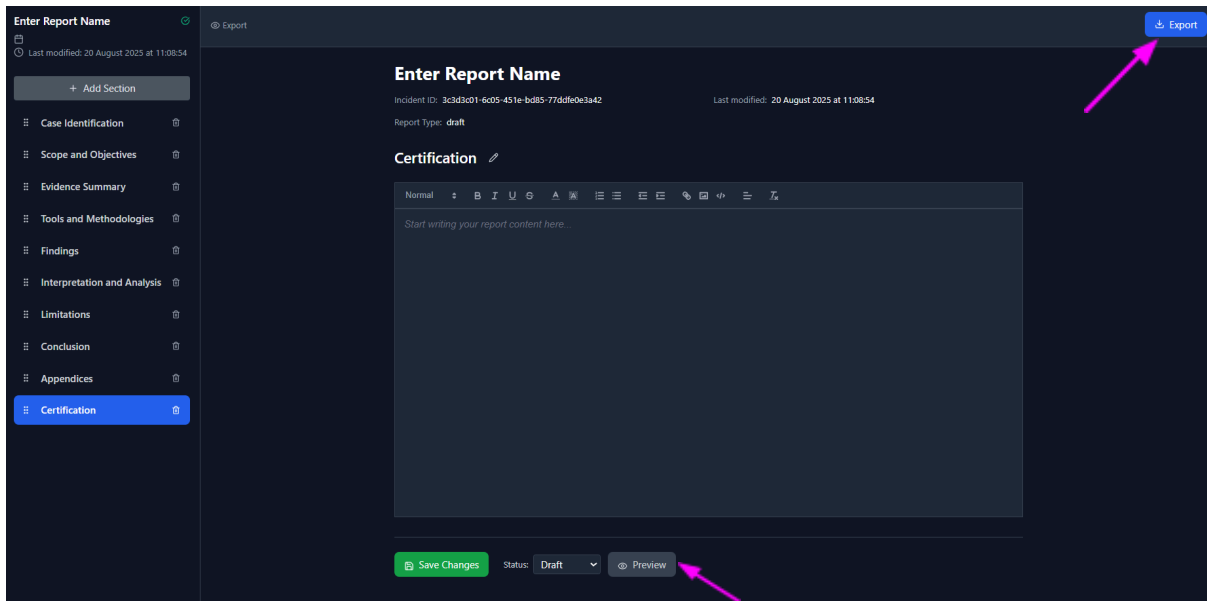 Enter Report Name
Last modified: 20 August 2025 at 11:08:54
+ Add Section
Case Identification
Scope and Objectives
Evidence Summary
Tools and Methodologies
Findings
Interpretation and Analysis
Limitations
Conclusion
Appendices
Certification
Export
Export
Enter Report Name
Incident ID: 3c3d3c01-6c05-451e-bd85-77ddfe0e3a42 Last modified: 20 August 2025 at 11:08:54
Report Type: draft
Certification
Normal B I U S A A
Start writing your report content here...
Save Changes Status: Draft Preview